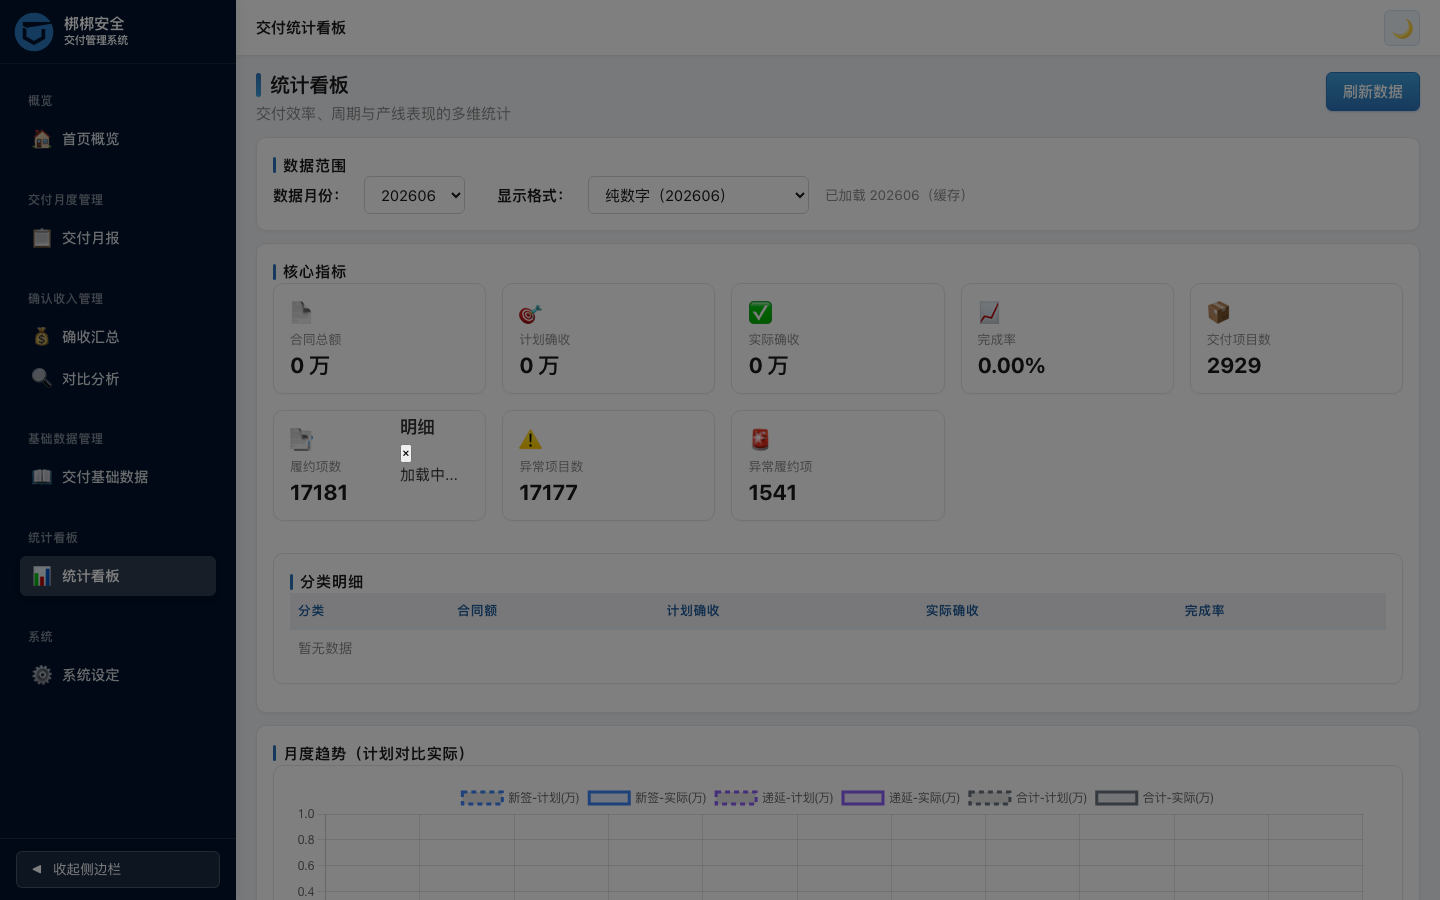 梆梆安全
交付管理系统
概览
首页概览
交付月度管理
交付月报
确认收入管理
确收汇总
对比分析
基础数据管理
交付基础数据
统计看板
统计看板
系统
系统设定
◀ 收起侧边栏
交付统计看板
统计看板
交付效率、周期与产线表现的多维统计
刷新数据
数据范围
数据月份： 202606 显示格式： 纯数字（202606） 已加载 202606（缓存）
核心指标
合同总额
0 万
计划确收
0 万
实际确收
0 万
完成率
0.00%
交付项目数
2929
履约项数
17181
明细
×
加载中...
异常项目数
17177
异常履约项
1541
分类明细
分类 合同额 计划确收 实际确收 完成率
暂无数据
月度趋势（计划对比实际）
新签-计划(万) 新签-实际(万) 递延-计划(万) 递延-实际(万) 合计-计划(万) 合计-实际(万)
1.0
0.8
0.6
0.4